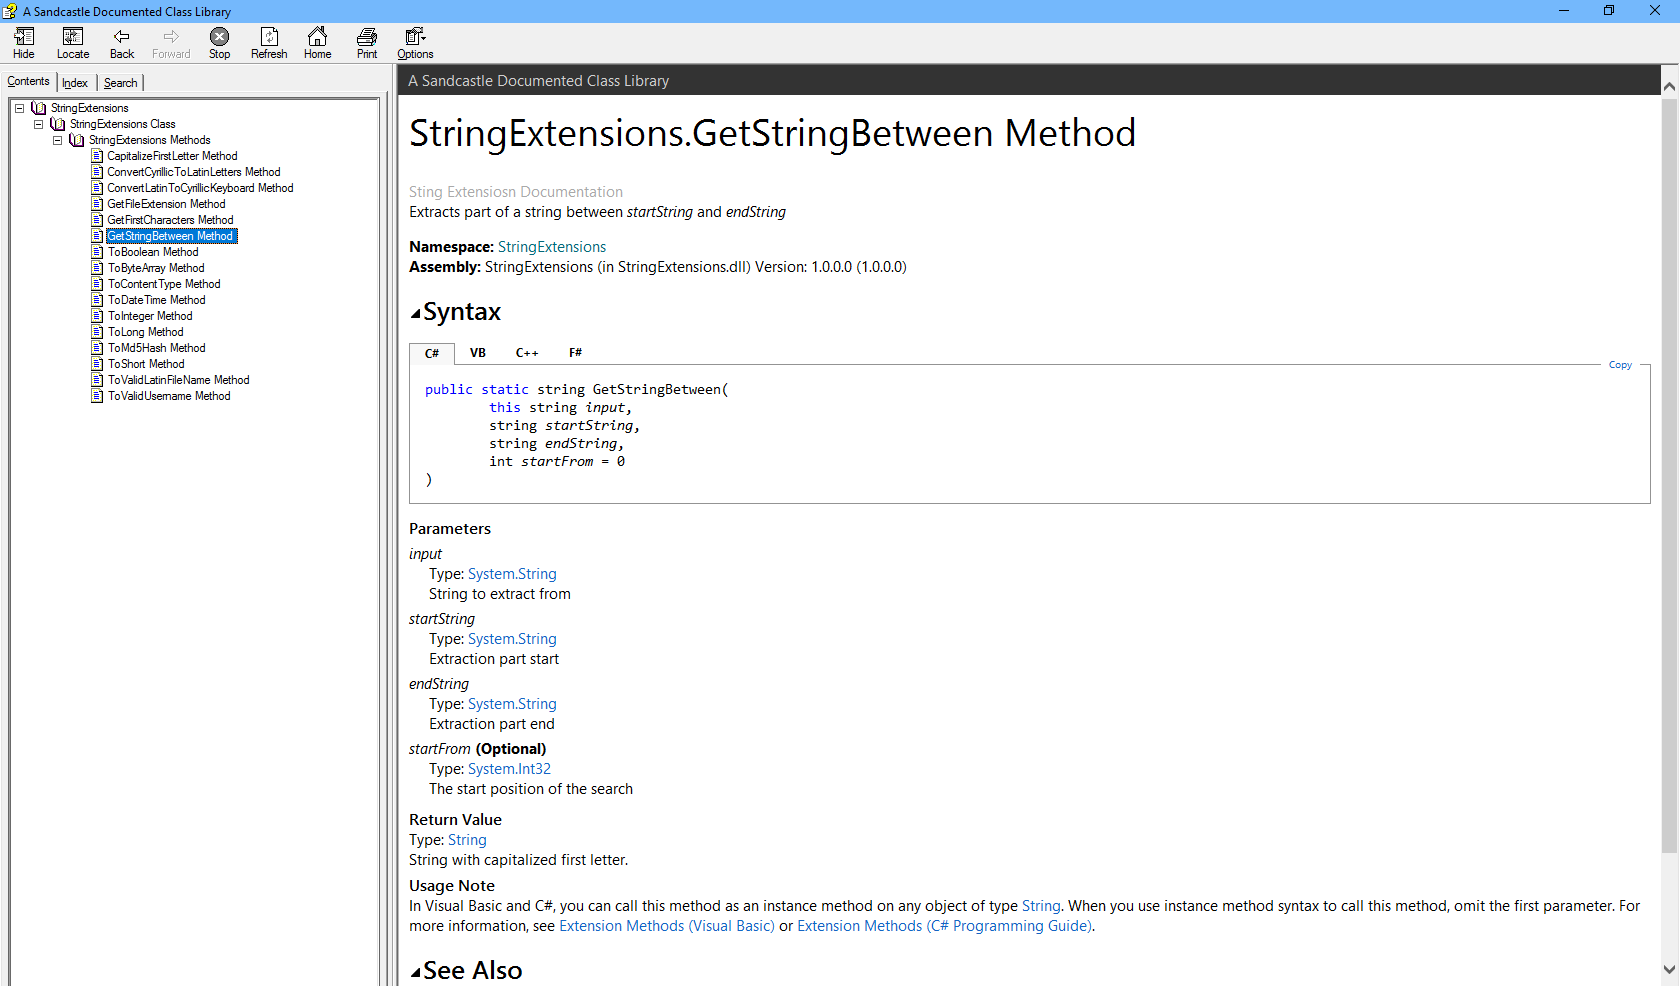 A Sandcastle Documented Class Library
Hide Locate Back Forward Stop Refresh Home Print Options
Contents Index Search
StringExtensions
StringExtensions Class
StringExtensions Methods
CapitalizeFirstLetter Method
ConvertCyrillicToLatinLetters Method
ConvertLatinToCyrillicKeyboard Method
GetFileExtension Method
GetFirstCharacters Method
GetStringBetween Method
ToBoolean Method
ToByteArray Method
ToContentType Method
ToDateTime Method
ToInteger Method
ToLong Method
ToMd5Hash Method
ToShort Method
ToValidLatinFileName Method
ToValidUsername Method
A Sandcastle Documented Class Library
StringExtensions.GetStringBetween Method
Sting Extensiosn Documentation
Extracts part of a string between startString and endString
Namespace: StringExtensions
Assembly: StringExtensions (in StringExtensions.dll) Version: 1.0.0.0 (1.0.0.0)
Syntax
C# VB C++ F#
Copy
public static string GetStringBetween(
this string input,
string startString,
string endString,
int startFrom = 0
)
Parameters
input
Type: System.String
String to extract from
startString
Type: System.String
Extraction part start
endString
Type: System.String
Extraction part end
startFrom (Optional)
Type: System.Int32
The start position of the search
Return Value
Type: String
String with capitalized first letter.
Usage Note
In Visual Basic and C#, you can call this method as an instance method on any object of type String. When you use instance method syntax to call this method, omit the first parameter. For
more information, see Extension Methods (Visual Basic) or Extension Methods (C# Programming Guide).
See Also